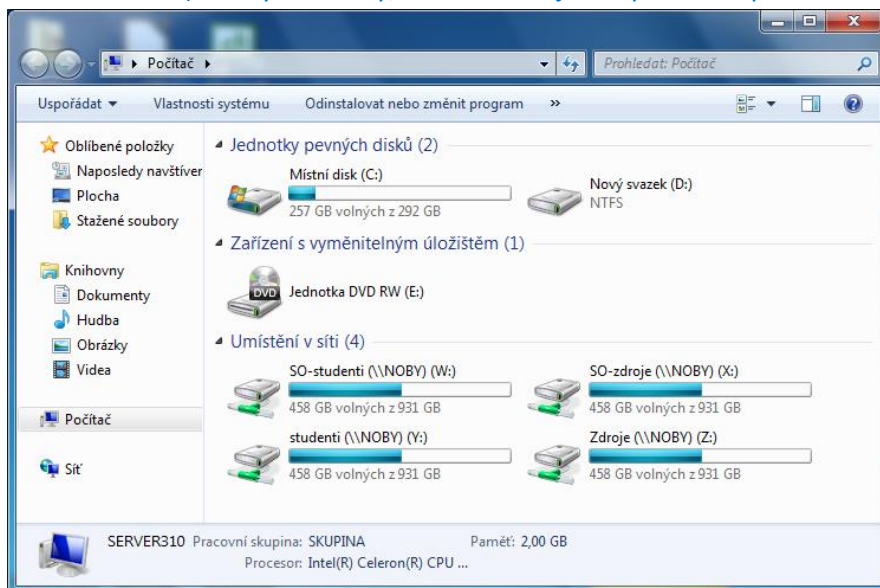 Počítač
Prohledat: Počítač
Uspořádat
Vlastnosti systému
Odinstalovat nebo změnit program
»
Oblíbené položky
Naposledy navštíver
Plocha
Stažené soubory
Knihovny
Dokumenty
Hudba
Obrázky
Videa
Počítač
Síť
Jednotky pevných disků (2)
Místní disk (C:)
257 GB volných z 292 GB
Nový svazek (D:)
NTFS
Zařízení s vyměnitelným úložištěm (1)
DVD
Jednotka DVD RW (E:)
Umístění v síti (4)
SO-studenti (\\NOBY) (W:)
458 GB volných z 931 GB
SO-zdroje (\\NOBY) (X:)
458 GB volných z 931 GB
studenti (\\NOBY) (Y:)
458 GB volných z 931 GB
Zdroje (\\NOBY) (Z:)
458 GB volných z 931 GB
SERVER310 Pracovní skupina: SKUPINA Paměť: 2,00 GB
Procesor: Intel(R) Celeron(R) CPU ...